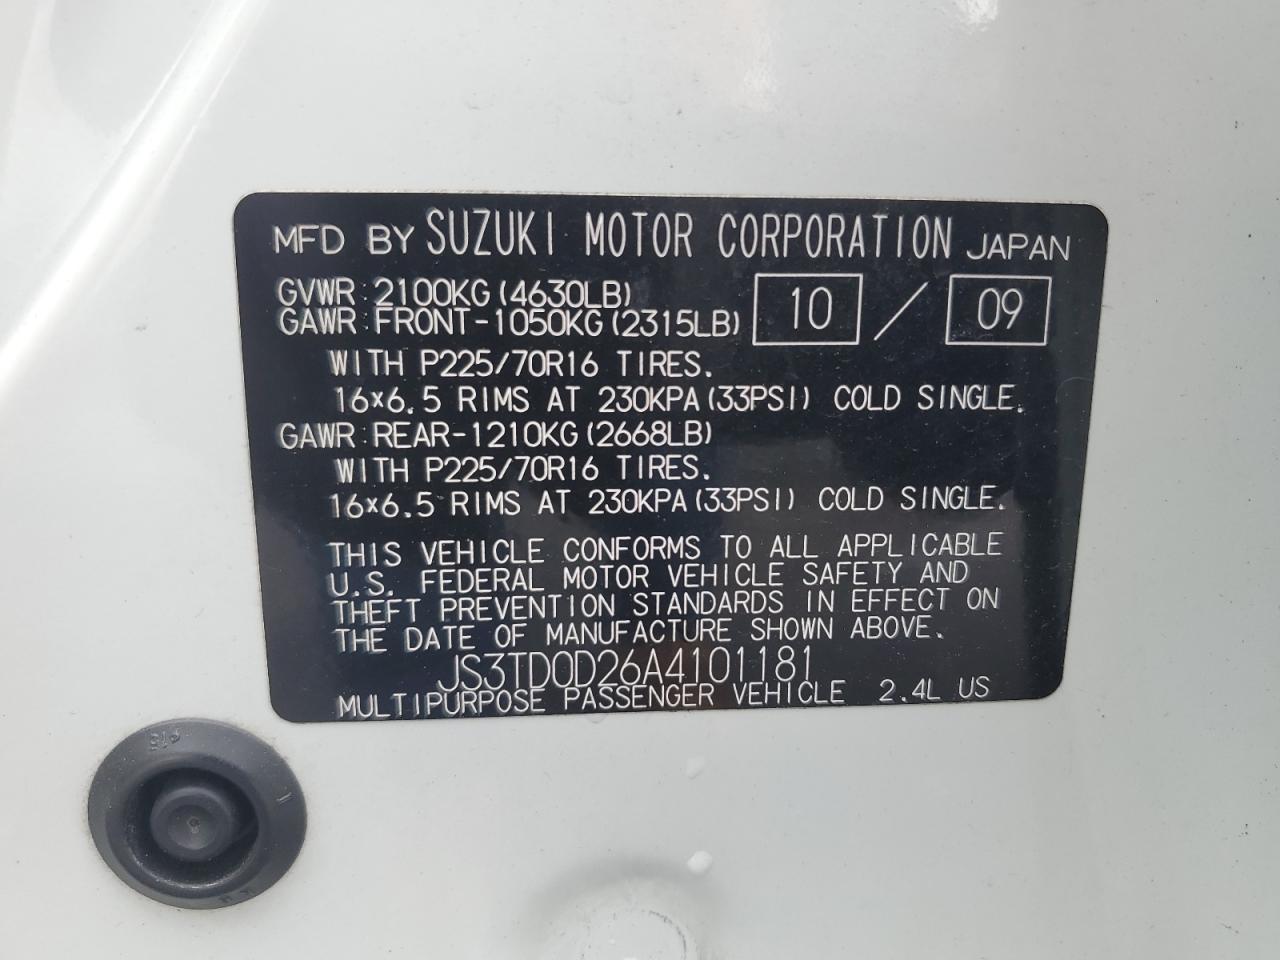 MFD BY SUZUKI MOTOR CORPORATION JAPAN
GVWR:2100KG(4630LB) 10 / 09
GAWR:FRONT-1050KG(2315LB)
WITH P225/70R16 TIRES.
16×6.5 RIMS AT 230KPA(33PSI) COLD SINGLE.
GAWR:REAR-1210KG(2668LB)
WITH P225/70R16 TIRES.
16×6.5 RIMS AT 230KPA(33PSI) COLD SINGLE.
THIS VEHICLE CONFORMS TO ALL APPLICABLE
U.S. FEDERAL MOTOR VEHICLE SAFETY AND
THEFT PREVENTION STANDARDS IN EFFECT ON
THE DATE OF MANUFACTURE SHOWN ABOVE.
JS3TD0D26A4101181
MULTIPURPOSE PASSENGER VEHICLE 2.4L US